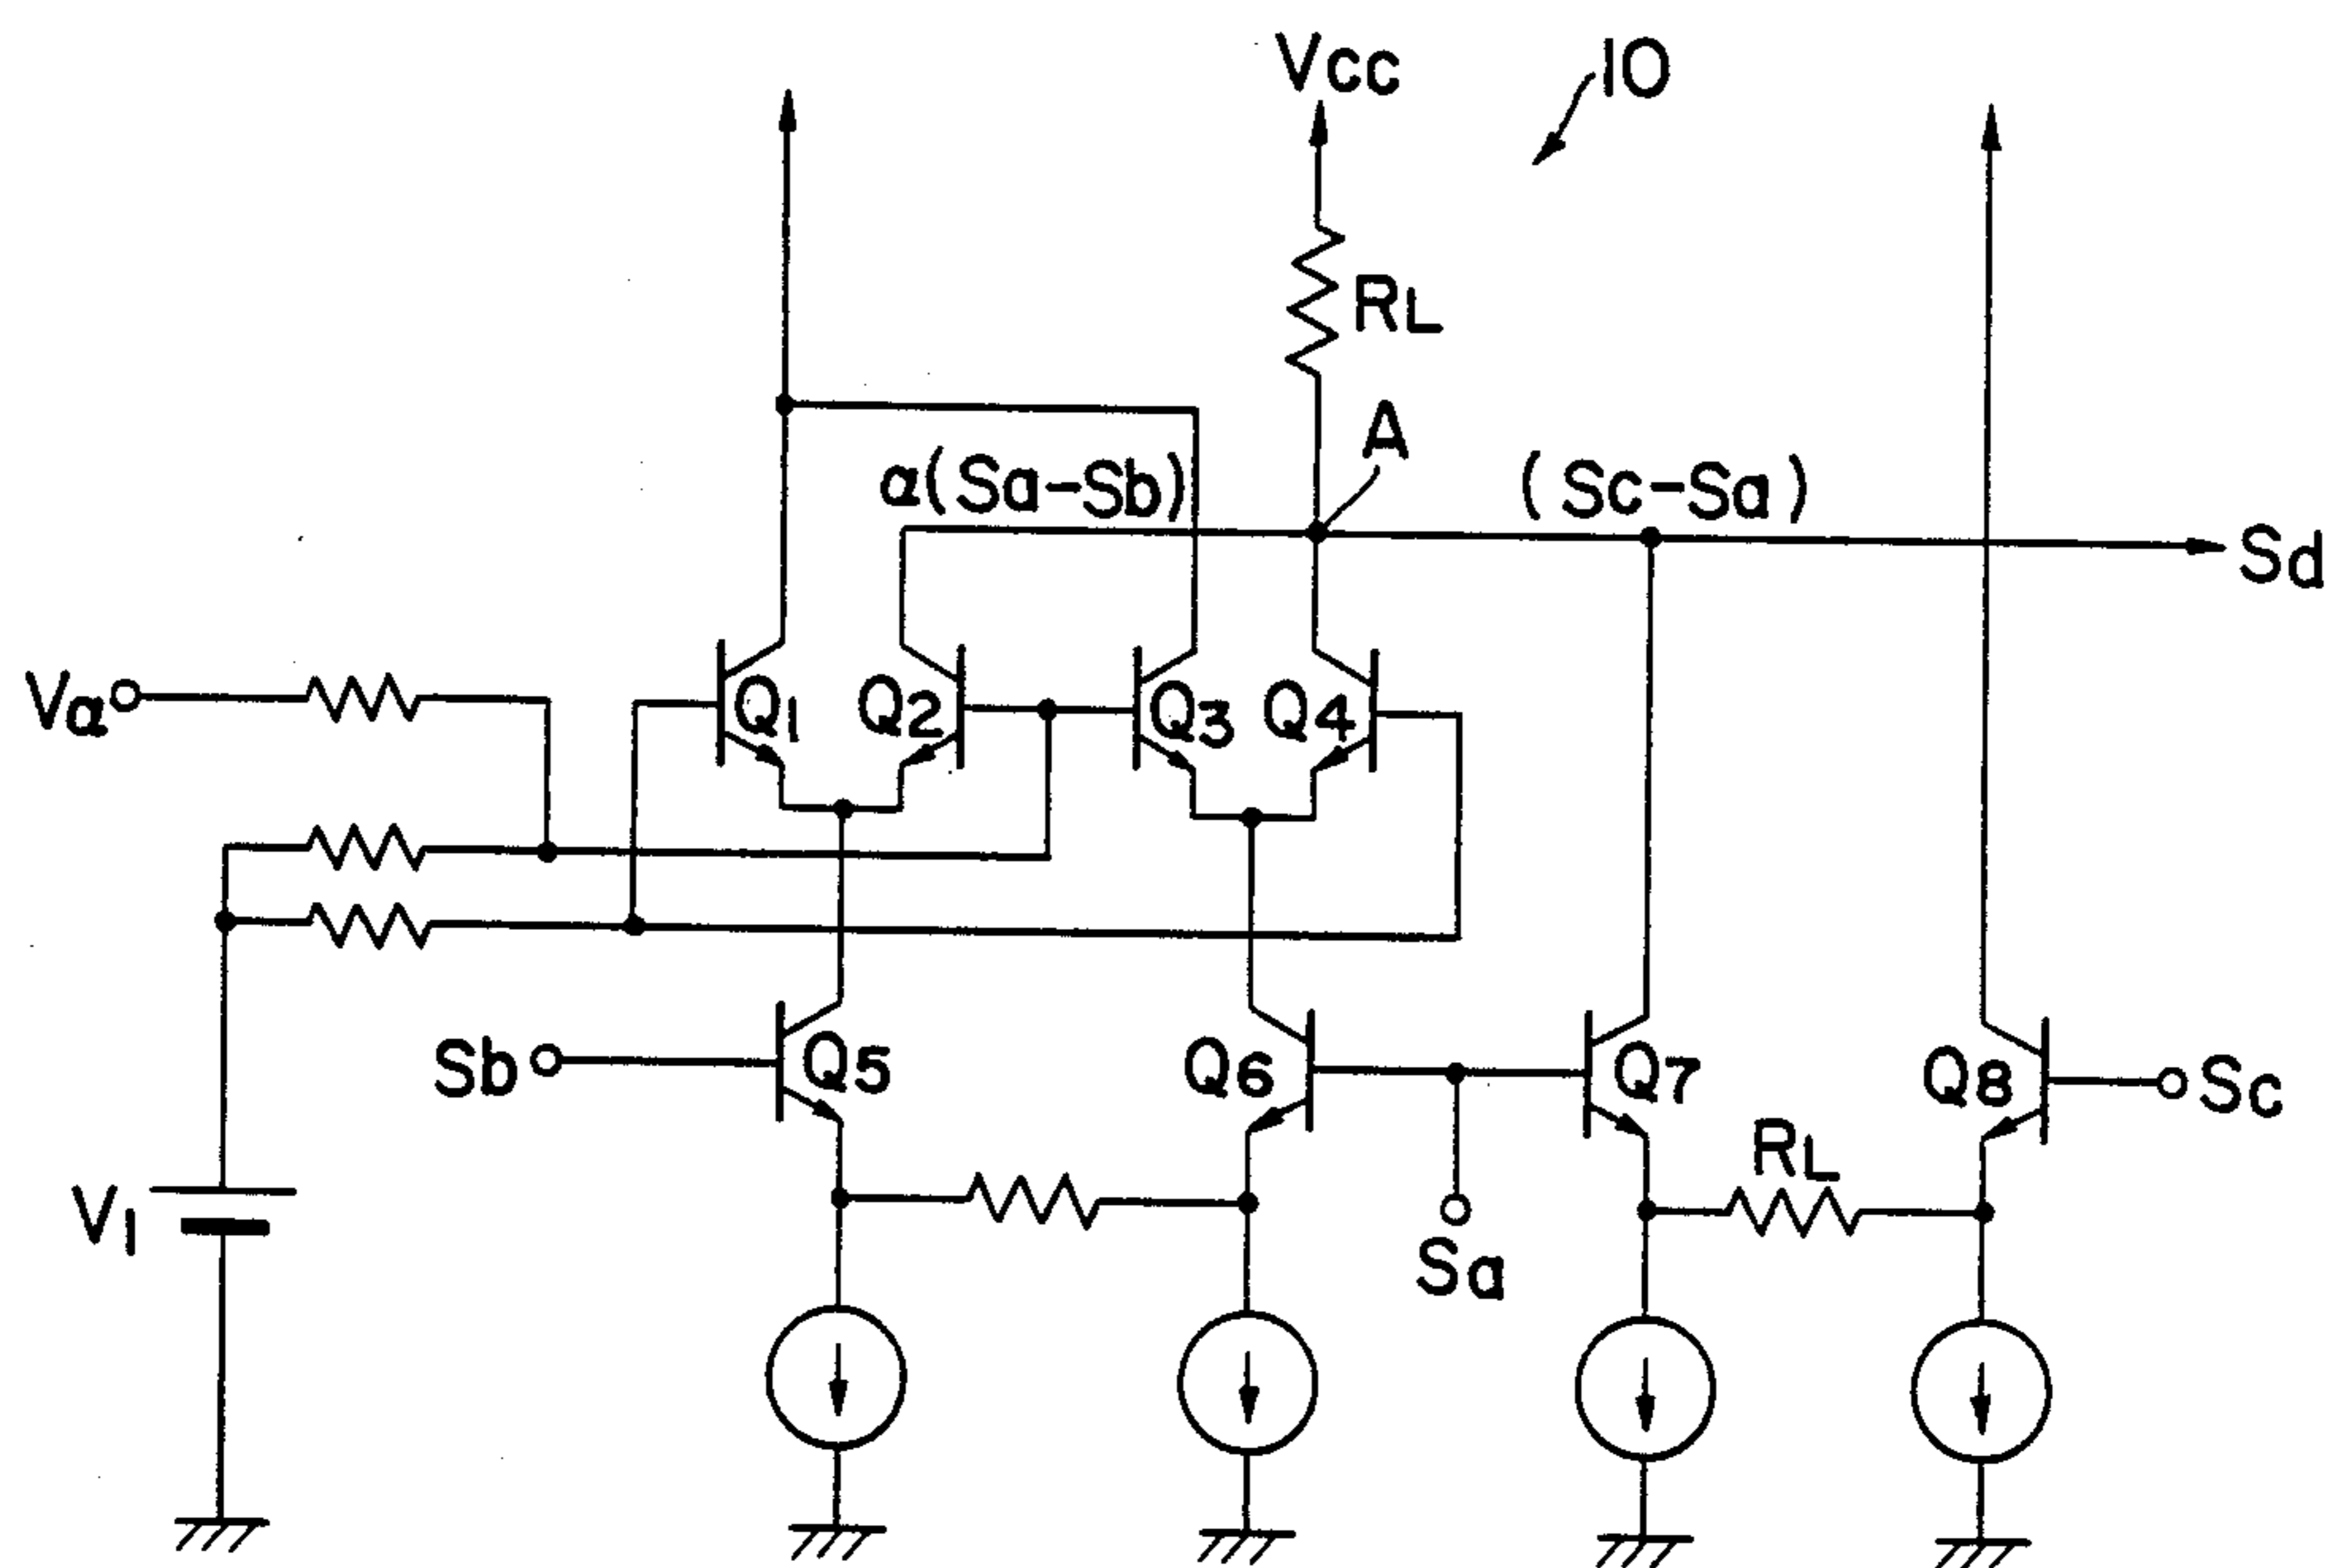 Vcc
10
RL
A
α(Sa-Sb)
(Sc-Sa)
Sd
Vα
Q1
Q2
Q3
Q4
Sb
Q5
Q6
Q7
Q8
Sc
RL
V1
Sa